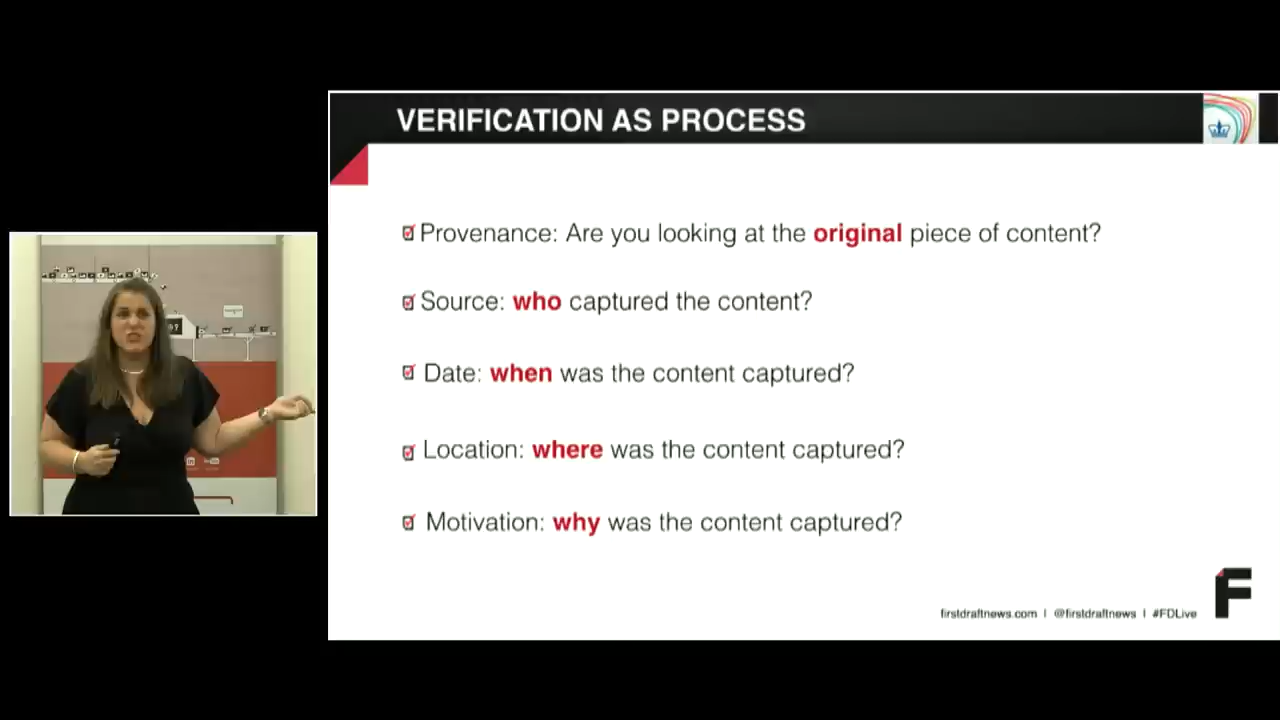 VERIFICATION AS PROCESS
Provenance: Are you looking at the original piece of content?
Source: who captured the content?
Date: when was the content captured?
Location: where was the content captured?
Motivation: why was the content captured?
F
firstdraftnews.com | @firstdraftnews | #FDLive